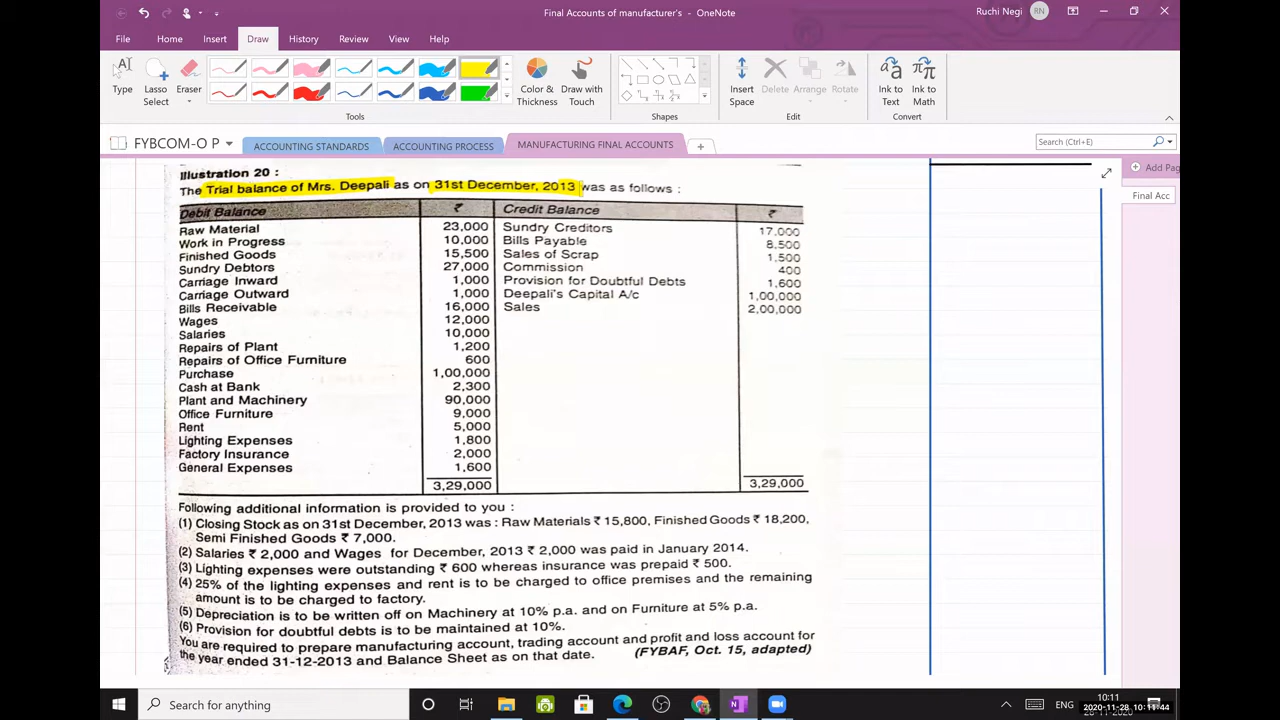 Final Accounts of manufacturer's - OneNote
Ruchi Negi RN
File Home Insert Draw History Review View Help
Type Lasso Select Eraser Color & Thickness Draw with Touch Insert Space Delete Arrange Rotate Ink to Text Ink to Math
Tools Shapes Edit Convert
FYBCOM-O P ACCOUNTING STANDARDS ACCOUNTING PROCESS MANUFACTURING FINAL ACCOUNTS Search (Ctrl+E)
Add Pag
Final Acc
Illustration 20 :
The Trial balance of Mrs. Deepali as on 31st December, 2013 was as follows :
Debit Balance ₹ Credit Balance ₹
Raw Material 23,000 Sundry Creditors 17,000
Work in Progress 10,000 Bills Payable 8,500
Finished Goods 15,500 Sales of Scrap 1,500
Sundry Debtors 27,000 Commission 400
Carriage Inward 1,000 Provision for Doubtful Debts 1,600
Carriage Outward 1,000 Deepali's Capital A/c 1,00,000
Bills Receivable 16,000 Sales 2,00,000
Wages 12,000
Salaries 10,000
Repairs of Plant 1,200
Repairs of Office Furniture 600
Purchase 1,00,000
Cash at Bank 2,300
Plant and Machinery 90,000
Office Furniture 9,000
Rent 5,000
Lighting Expenses 1,800
Factory Insurance 2,000
General Expenses 1,600
3,29,000 3,29,000
Following additional information is provided to you :
(1) Closing Stock as on 31st December, 2013 was : Raw Materials ₹ 15,800, Finished Goods ₹ 18,200,
Semi Finished Goods ₹ 7,000.
(2) Salaries ₹ 2,000 and Wages for December, 2013 ₹ 2,000 was paid in January 2014.
(3) Lighting expenses were outstanding ₹ 600 whereas insurance was prepaid ₹ 500.
(4) 25% of the lighting expenses and rent is to be charged to office premises and the remaining
amount is to be charged to factory.
(5) Depreciation is to be written off on Machinery at 10% p.a. and on Furniture at 5% p.a.
(6) Provision for doubtful debts is to be maintained at 10%.
You are required to prepare manufacturing account, trading account and profit and loss account for
the year ended 31-12-2013 and Balance Sheet as on that date. (FYBAF, Oct. 15, adapted)
Search for anything
ENG
10:11
2020-11-28 10:11:44